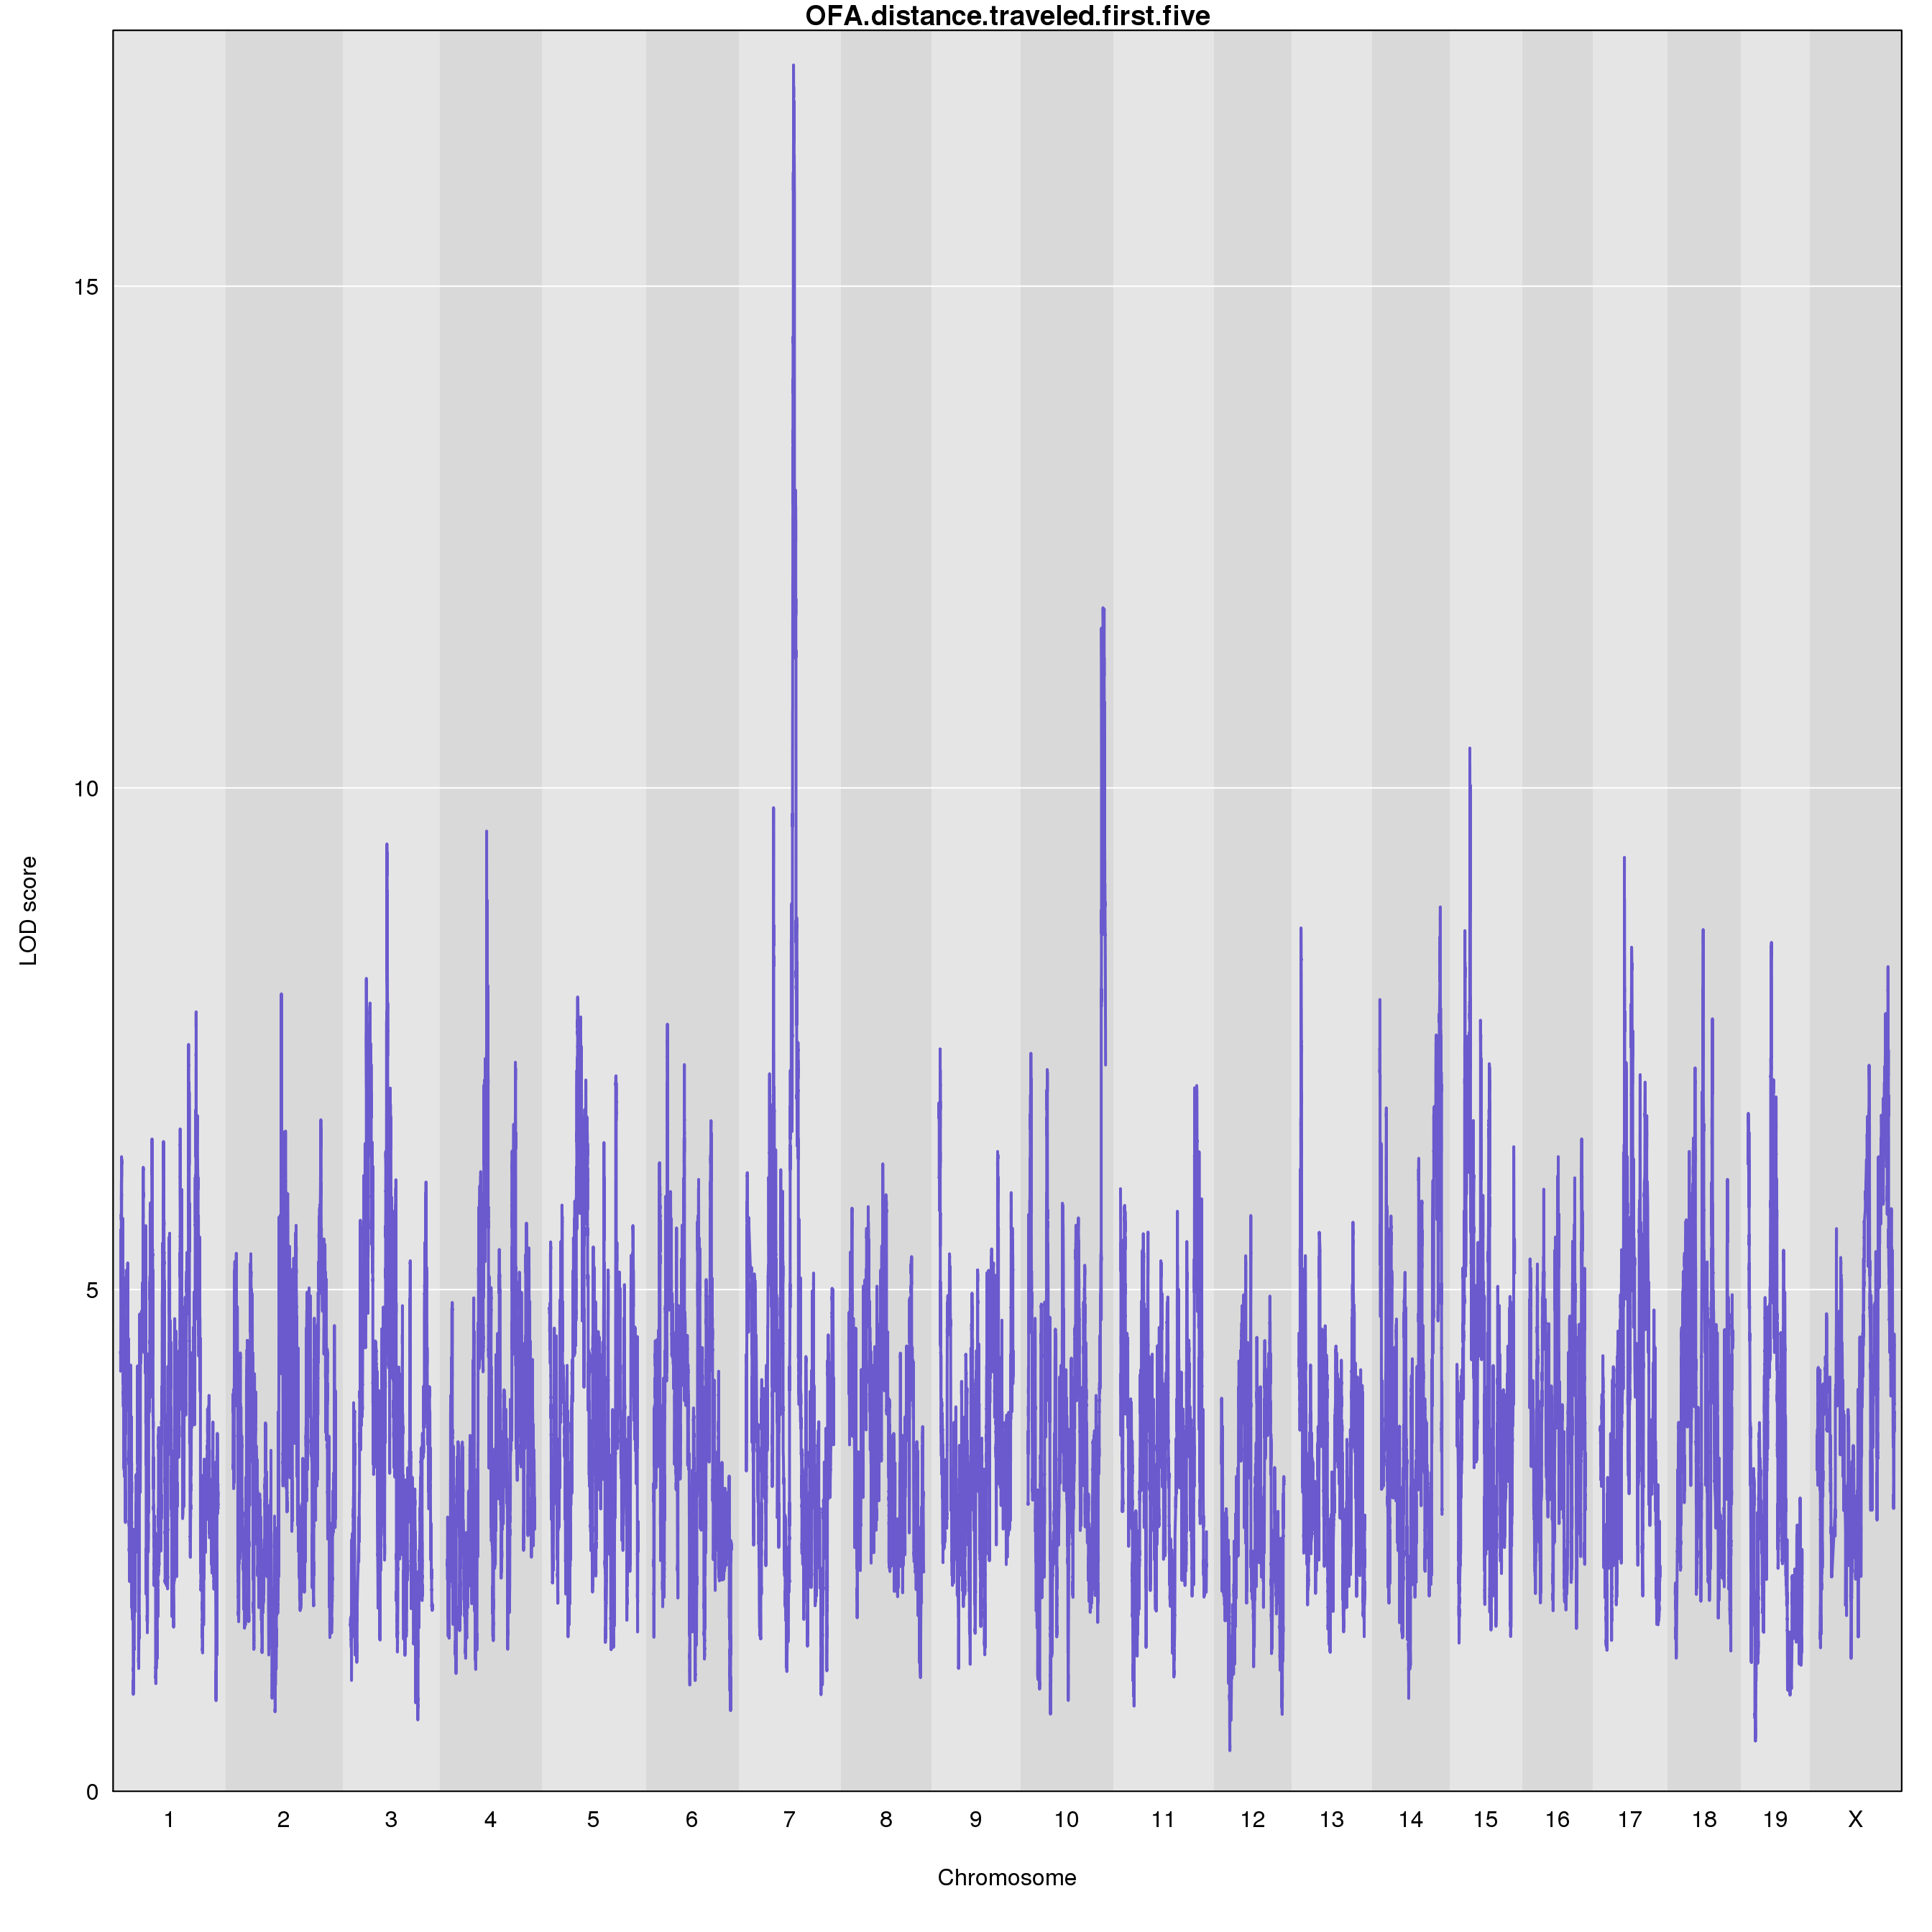 OFA.distance.traveled.first.five
15
10
5
0
LOD score
1 2 3 4 5 6 7 8 9 10 11 12 13 14 15 16 17 18 19 X
Chromosome